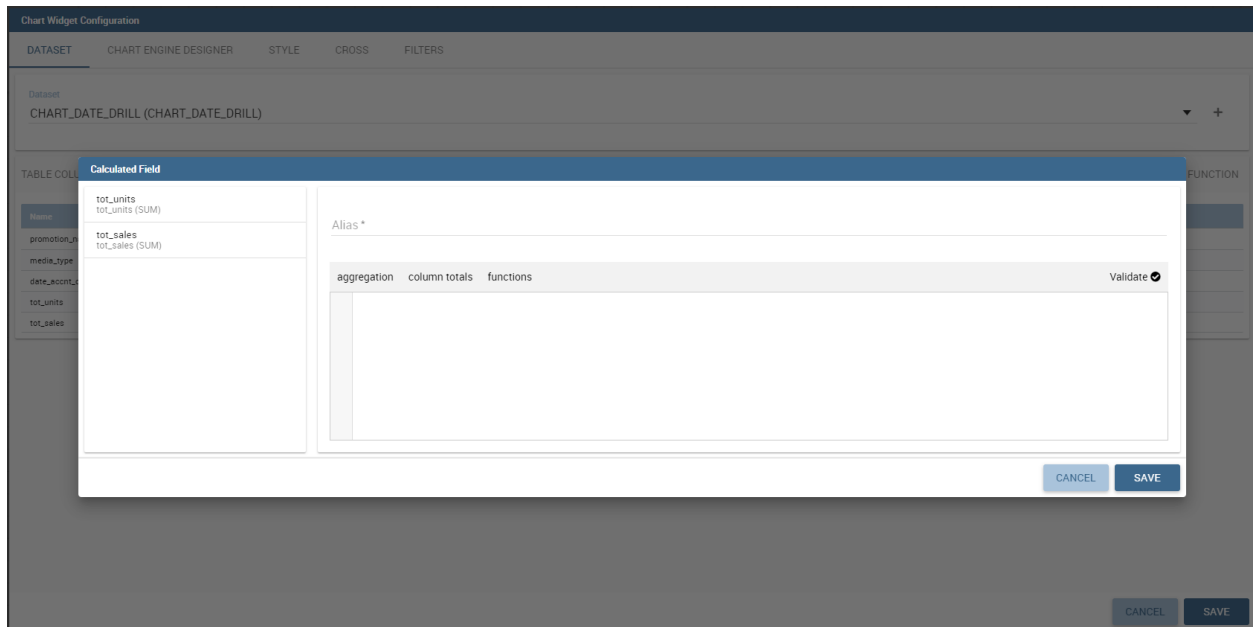 Chart Widget Configuration
DATASET CHART ENGINE DESIGNER STYLE CROSS FILTERS
Dataset
CHART_DATE_DRILL (CHART_DATE_DRILL)
TABLE COLU
FUNCTION
Calculated Field
Name
promotion_n
media_type
date_accnt_c
tot_units
tot_sales
tot_units
tot_units (SUM)
tot_sales
tot_sales (SUM)
Alias *
aggregation column totals functions Validate
CANCEL SAVE
CANCEL SAVE